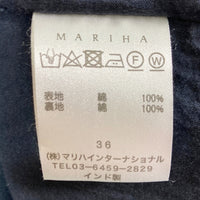 MARIHA
表地 綿 100%
裏地 綿 100%
36
(株)マリハインターナショナル
TEL03-6459-2829
インド製